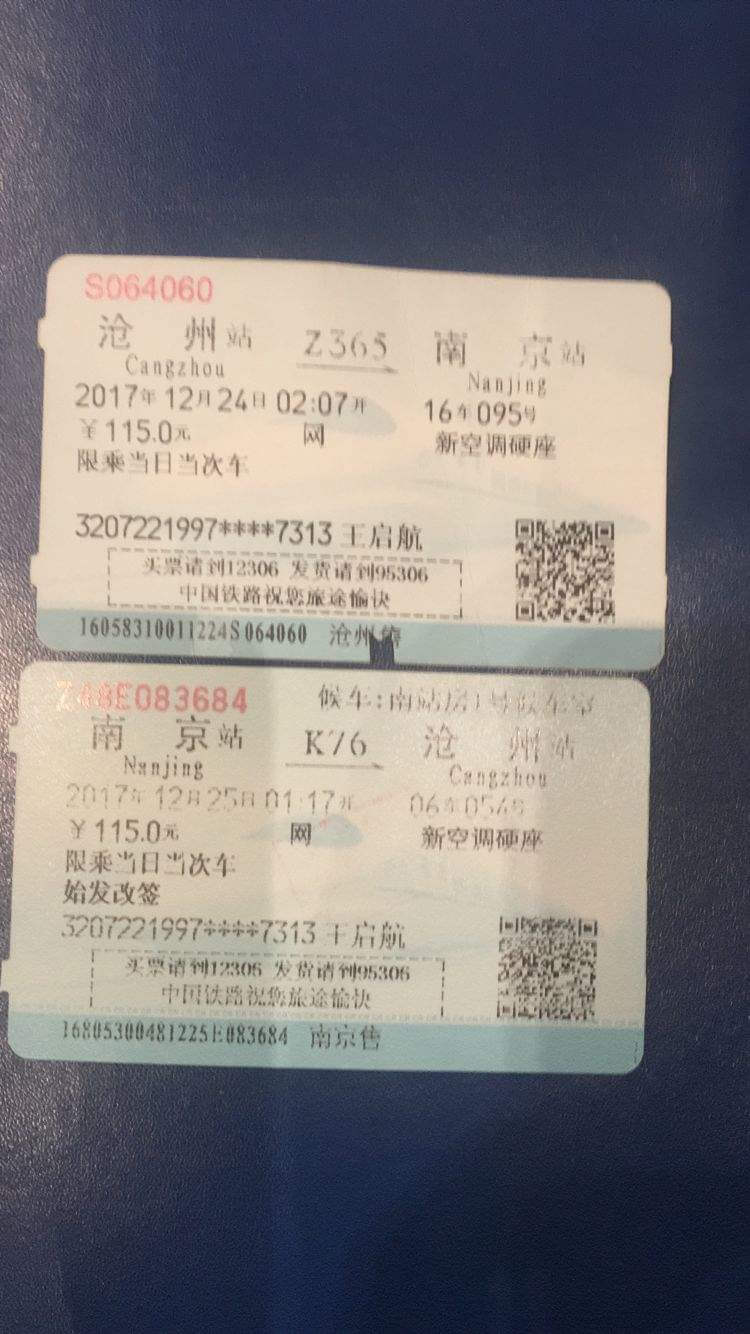 S064060
沧 州站 Z365 南 京站
Cangzhou Nanjing
2017年12月24日02:07开 16车095号
￥115.0元 网 新空调硬座
限乘当日当次车
3207221997****7313 王启航
买票请到12306 发货请到95306
中国铁路祝您旅途愉快
16058310011224S064060 沧州售
Z48E083684 候车:南站房1号候车室
南 京站 K76 沧 州站
Nanjing Cangzhou
2017年12月25日01:17开 06车054号
￥115.0元 网 新空调硬座
限乘当日当次车
始发改签
3207221997****7313 王启航
买票请到12306 发货请到95306
中国铁路祝您旅途愉快
16805300481225E083684 南京售